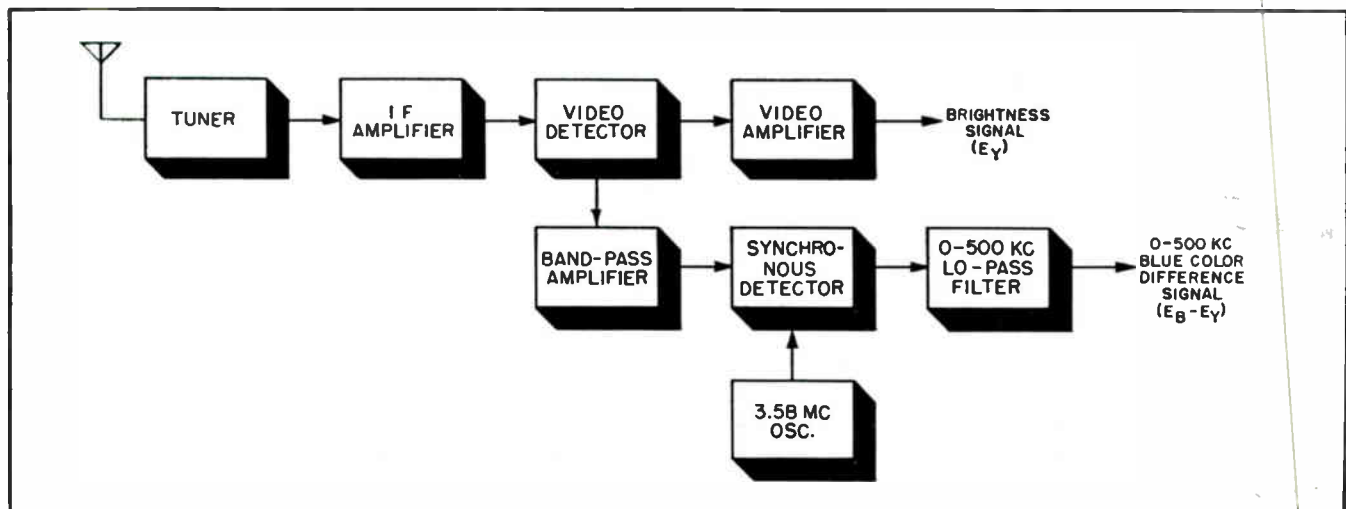 TUNER
I F
AMPLIFIER
VIDEO
DETECTOR
VIDEO
AMPLIFIER
BRIGHTNESS
SIGNAL
(EY)
BAND-PASS
AMPLIFIER
SYNCHRO-
NOUS
DETECTOR
0-500 KC
LO-PASS
FILTER
0-500 KC
BLUE COLOR
DIFFERENCE
SIGNAL
(EB-EY)
3.58 MC
OSC.